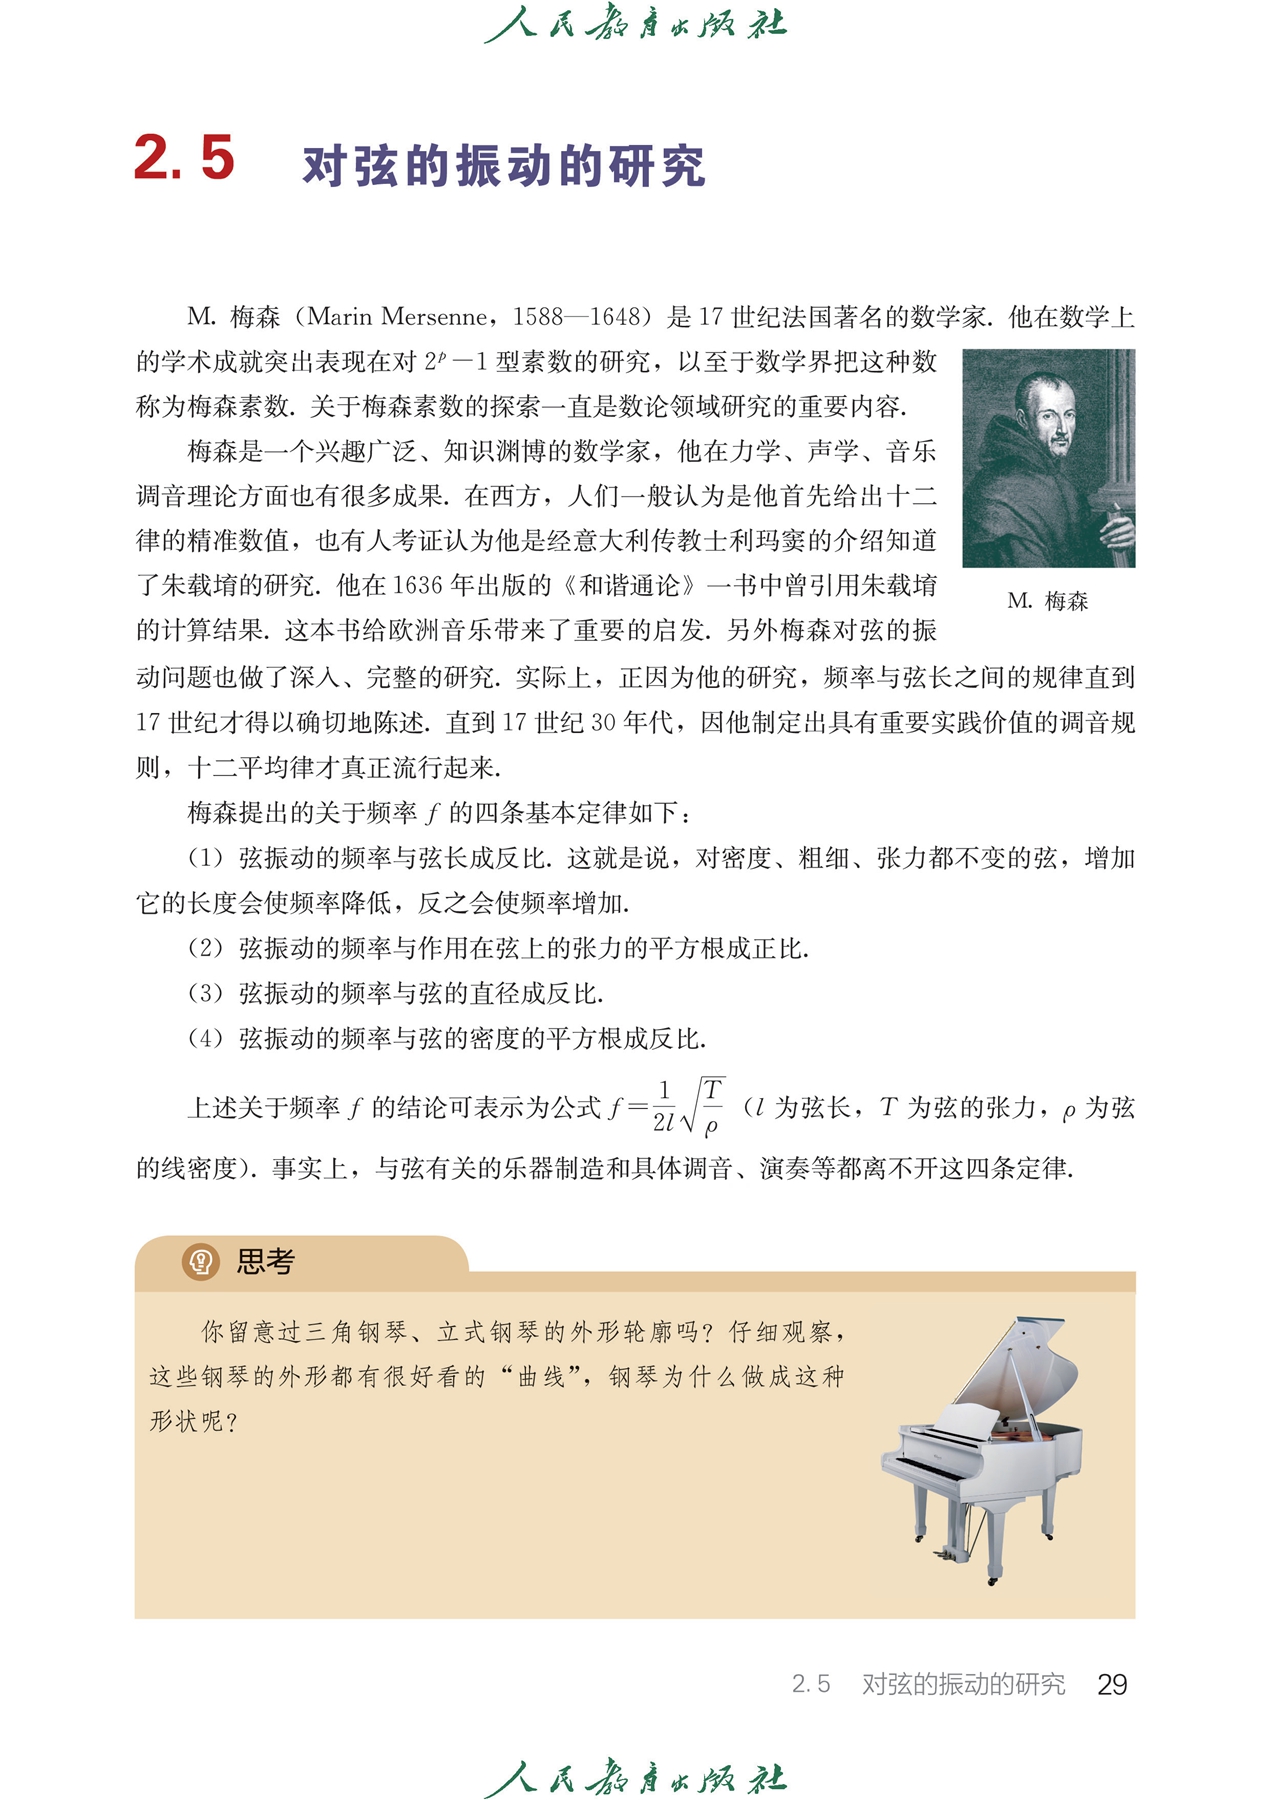 人民教育出版社
2.5 对弦的振动的研究
M. 梅森（Marin Mersenne，1588—1648）是 17 世纪法国著名的数学家. 他在数学上
的学术成就突出表现在对 2ᵖ－1 型素数的研究，以至于数学界把这种数
称为梅森素数. 关于梅森素数的探索一直是数论领域研究的重要内容.
梅森是一个兴趣广泛、知识渊博的数学家，他在力学、声学、音乐
调音理论方面也有很多成果. 在西方，人们一般认为是他首先给出十二
律的精准数值，也有人考证认为他是经意大利传教士利玛窦的介绍知道
了朱载堉的研究. 他在 1636 年出版的《和谐通论》一书中曾引用朱载堉
的计算结果. 这本书给欧洲音乐带来了重要的启发. 另外梅森对弦的振
M. 梅森
动问题也做了深入、完整的研究. 实际上，正因为他的研究，频率与弦长之间的规律直到
17 世纪才得以确切地陈述. 直到 17 世纪 30 年代，因他制定出具有重要实践价值的调音规
则，十二平均律才真正流行起来.
梅森提出的关于频率 f 的四条基本定律如下：
（1）弦振动的频率与弦长成反比. 这就是说，对密度、粗细、张力都不变的弦，增加
它的长度会使频率降低，反之会使频率增加.
（2）弦振动的频率与作用在弦上的张力的平方根成正比.
（3）弦振动的频率与弦的直径成反比.
（4）弦振动的频率与弦的密度的平方根成反比.
上述关于频率 f 的结论可表示为公式 f＝1/2l √(T/ρ)（l 为弦长，T 为弦的张力，ρ 为弦
的线密度）. 事实上，与弦有关的乐器制造和具体调音、演奏等都离不开这四条定律.
思考
你留意过三角钢琴、立式钢琴的外形轮廓吗？仔细观察，
这些钢琴的外形都有很好看的“曲线”，钢琴为什么做成这种
形状呢？
2.5 对弦的振动的研究 29
人民教育出版社